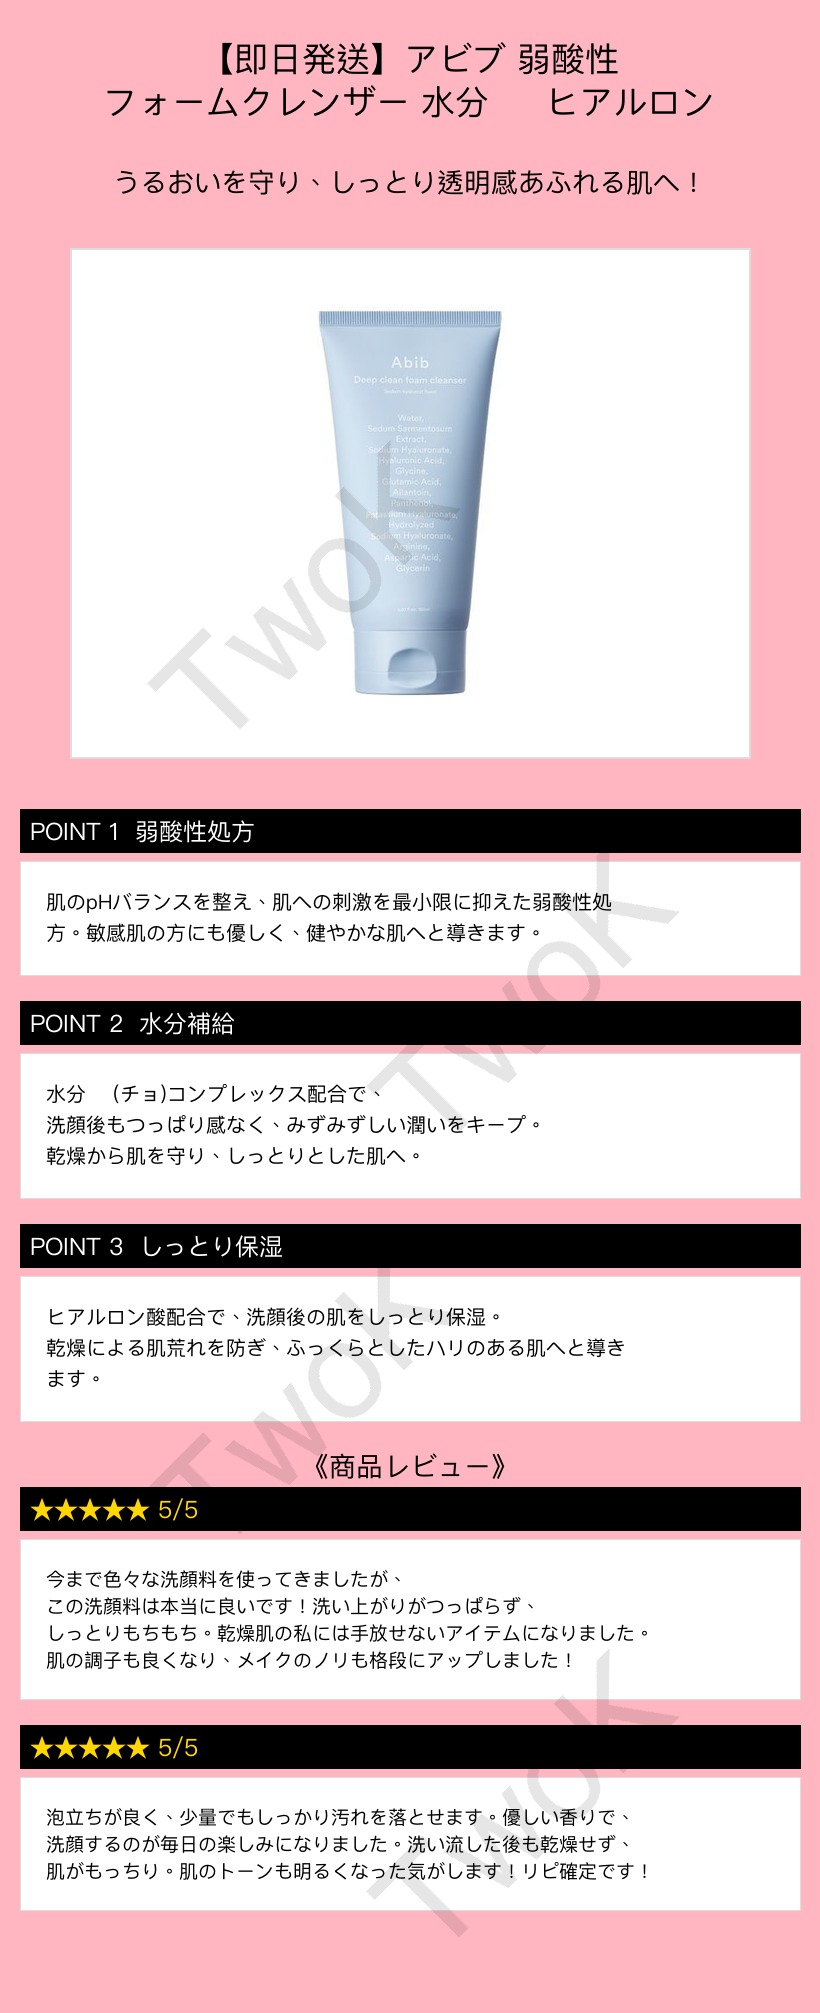 【即日発送】アビブ 弱酸性
フォームクレンザー 水分 ヒアルロン
うるおいを守り、しっとり透明感あふれる肌へ！
Abib
Deep clean foam cleanser
Water,
Sedum Sarmentosum
Extract,
Sodium Hyaluronate,
Hyaluronic Acid,
Glycine,
Glutamic Acid,
Allantoin,
Panthenol,
Potassium Hyaluronate,
Hydrolyzed
Sodium Hyaluronate,
Arginine,
Aspartic Acid,
Glycerin
TwoK
POINT 1 弱酸性処方
肌のpHバランスを整え、肌への刺激を最小限に抑えた弱酸性処
方。敏感肌の方にも優しく、健やかな肌へと導きます。
TwoK
POINT 2 水分補給
水分 (チョ)コンプレックス配合で、
洗顔後もつっぱり感なく、みずみずしい潤いをキープ。
乾燥から肌を守り、しっとりとした肌へ。
POINT 3 しっとり保湿
ヒアルロン酸配合で、洗顔後の肌をしっとり保湿。
乾燥による肌荒れを防ぎ、ふっくらとしたハリのある肌へと導き
ます。
TwoK
《商品レビュー》
★★★★★ 5/5
今まで色々な洗顔料を使ってきましたが、
この洗顔料は本当に良いです！洗い上がりがつっぱらず、
しっとりもちもち。乾燥肌の私には手放せないアイテムになりました。
肌の調子も良くなり、メイクのノリも格段にアップしました！
★★★★★ 5/5
泡立ちが良く、少量でもしっかり汚れを落とせます。優しい香りで、
洗顔するのが毎日の楽しみになりました。洗い流した後も乾燥せず、
肌がもっちり。肌のトーンも明るくなった気がします！リピ確定です！
TwoK